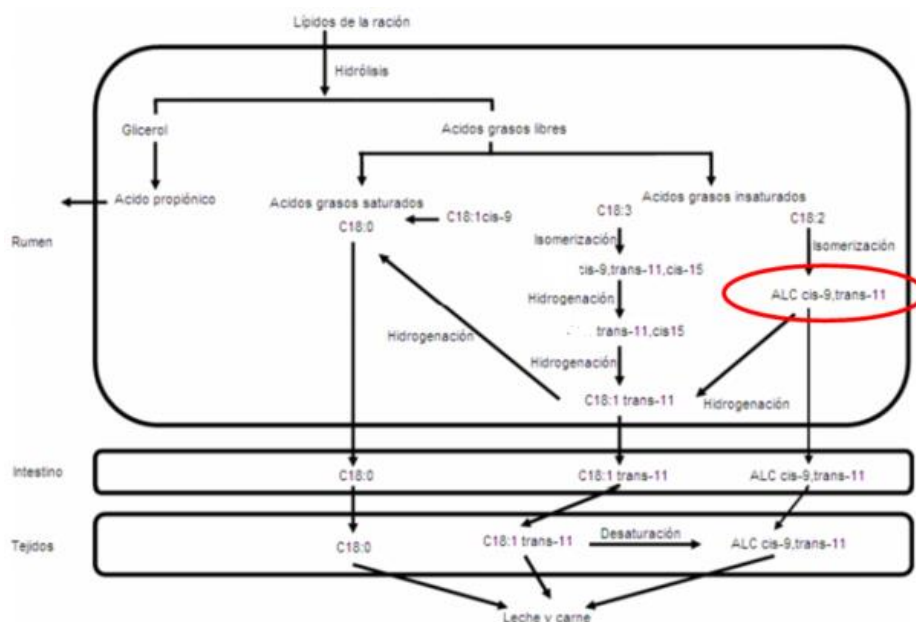 Lípidos de la ración
Hidrólisis
Glicerol
Acidos grasos libres
Acido propiónico
Acidos grasos saturados
C18:0
C18:1cis-9
Acidos grasos insaturados
C18:3
C18:2
Rumen
Isomerización
Isomerización
cis-9,trans-11,cis-15
ALC cis-9,trans-11
Hidrogenación
Hidrogenación
trans-11,cis15
Hidrogenación
C18:1 trans-11
Hidrogenación
Intestino
C18:0
C18:1 trans-11
ALC cis-9,trans-11
Tejidos
C18:0
C18:1 trans-11
Desaturación
ALC cis-9,trans-11
Leche y carne